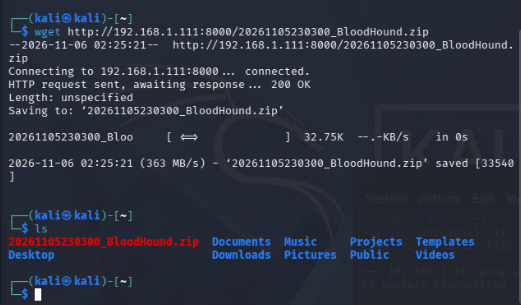 ┌──(kali㉿kali)-[~]
└─$ wget http://192.168.1.111:8000/20261105230300_BloodHound.zip
--2026-11-06 02:25:21--  http://192.168.1.111:8000/20261105230300_BloodHound.
zip
Connecting to 192.168.1.111:8000... connected.
HTTP request sent, awaiting response... 200 OK
Length: unspecified
Saving to: ‘20261105230300_BloodHound.zip’
20261105230300_Bloo     [ <=>                ]  32.75K  --.-KB/s    in 0s
2026-11-06 02:25:21 (363 MB/s) - ‘20261105230300_BloodHound.zip’ saved [33540
]
┌──(kali㉿kali)-[~]
└─$ ls
20261105230300_BloodHound.zip  Documents  Music     Projects  Templates
Desktop                        Downloads  Pictures  Public    Videos
┌──(kali㉿kali)-[~]
└─$
KALI
Session  Actions  Edit